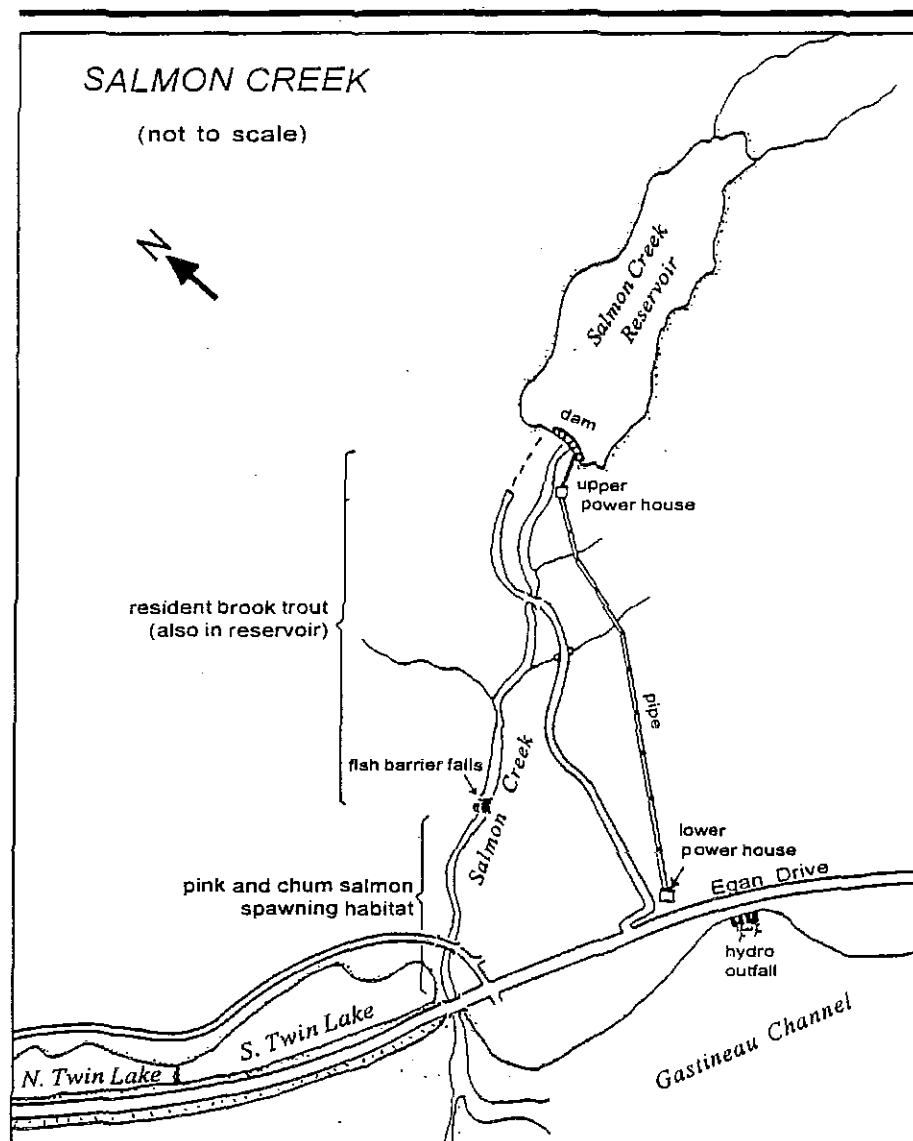 SALMON CREEK
(not to scale)
N
Salmon Creek
Reservoir
dam
upper
power house
resident brook trout
(also in reservoir)
pipe
fish barrier falls
Salmon Creek
lower
power house
Egan Drive
pink and chum salmon
spawning habitat
hydro
outfall
S. Twin Lake
N. Twin Lake
Gastineau Channel